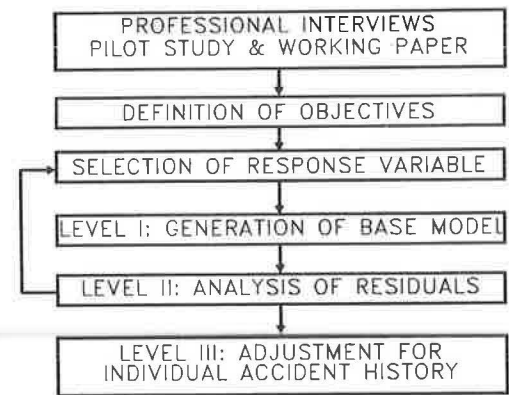 PROFESSIONAL INTERVIEWS
PILOT STUDY & WORKING PAPER
DEFINITION OF OBJECTIVES
SELECTION OF RESPONSE VARIABLE
LEVEL I: GENERATION OF BASE MODEL
LEVEL II: ANALYSIS OF RESIDUALS
LEVEL III: ADJUSTMENT FOR
INDIVIDUAL ACCIDENT HISTORY